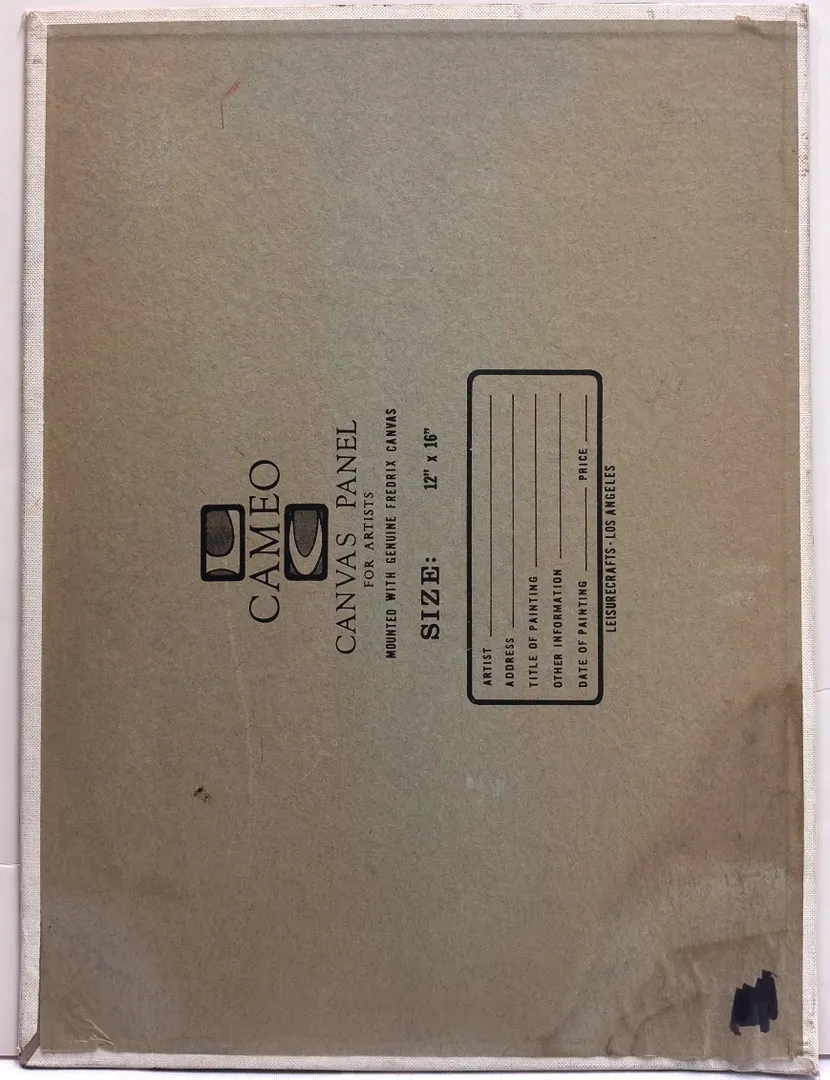 CAMEO
CANVAS PANEL
FOR ARTISTS
MOUNTED WITH GENUINE FREDRIX CANVAS
SIZE: 12" x 16"
ARTIST
ADDRESS
TITLE OF PAINTING
OTHER INFORMATION
DATE OF PAINTING PRICE
LEISURECRAFTS · LOS ANGELES